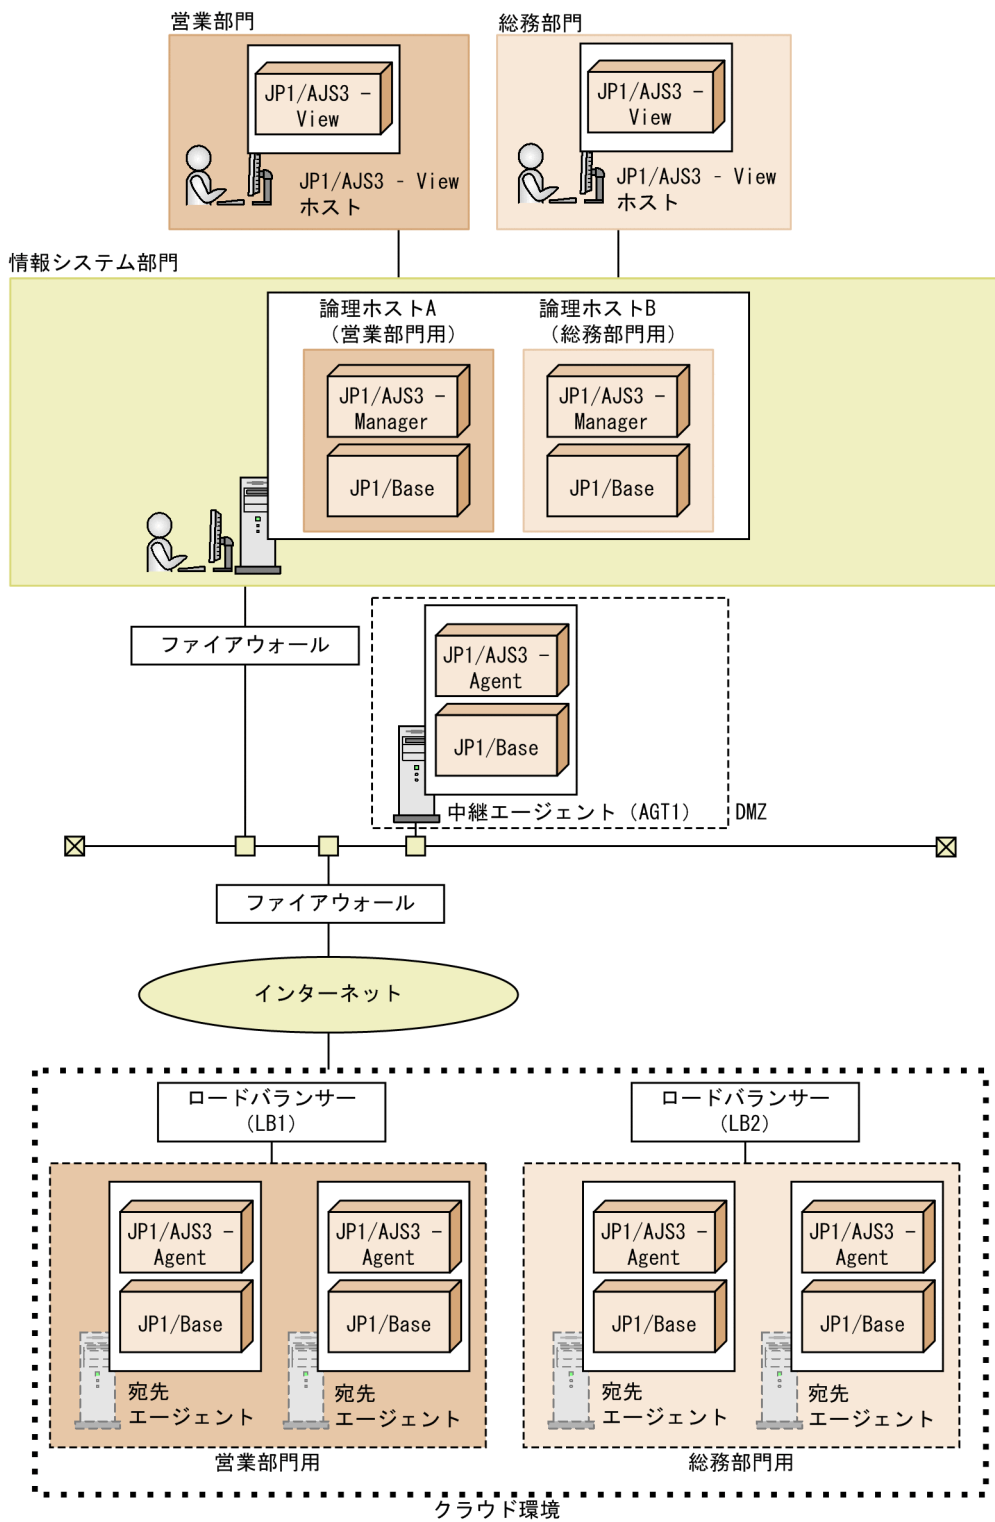 営業部門
総務部門
JP1/AJS3 －
View
JP1/AJS3 －
View
JP1/AJS3 - View
ホスト
JP1/AJS3 - View
ホスト
情報システム部門
論理ホストA
（営業部門用）
論理ホストB
（総務部門用）
JP1/AJS3 －
Manager
JP1/AJS3 －
Manager
JP1/Base
JP1/Base
ファイアウォール
JP1/AJS3 －
Agent
JP1/Base
中継エージェント（AGT1）
DMZ
ファイアウォール
インターネット
ロードバランサー
（LB1）
ロードバランサー
（LB2）
JP1/AJS3 －
Agent
JP1/AJS3 －
Agent
JP1/AJS3 －
Agent
JP1/AJS3 －
Agent
JP1/Base
JP1/Base
JP1/Base
JP1/Base
宛先
エージェント
宛先
エージェント
宛先
エージェント
宛先
エージェント
営業部門用
総務部門用
クラウド環境